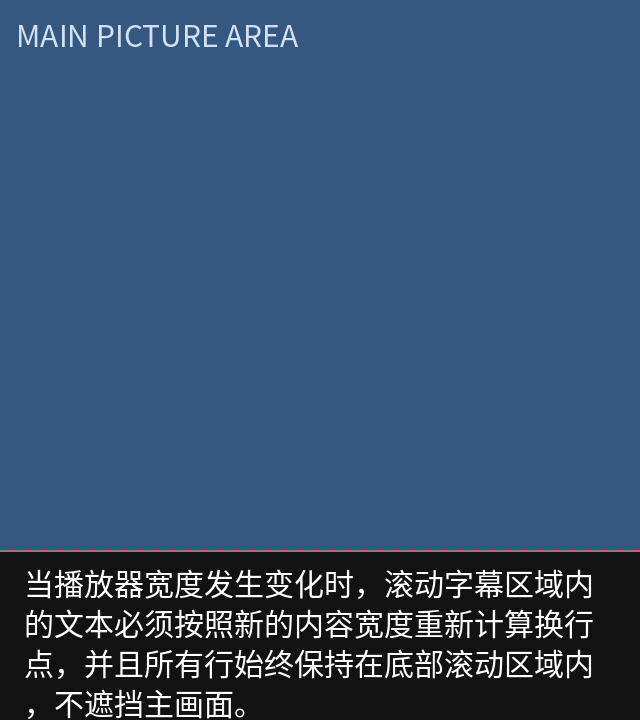 MAIN PICTURE AREA
当播放器宽度发生变化时，滚动字幕区域内
的文本必须按照新的内容宽度重新计算换行
点，并且所有行始终保持在底部滚动区域内
，不遮挡主画面。